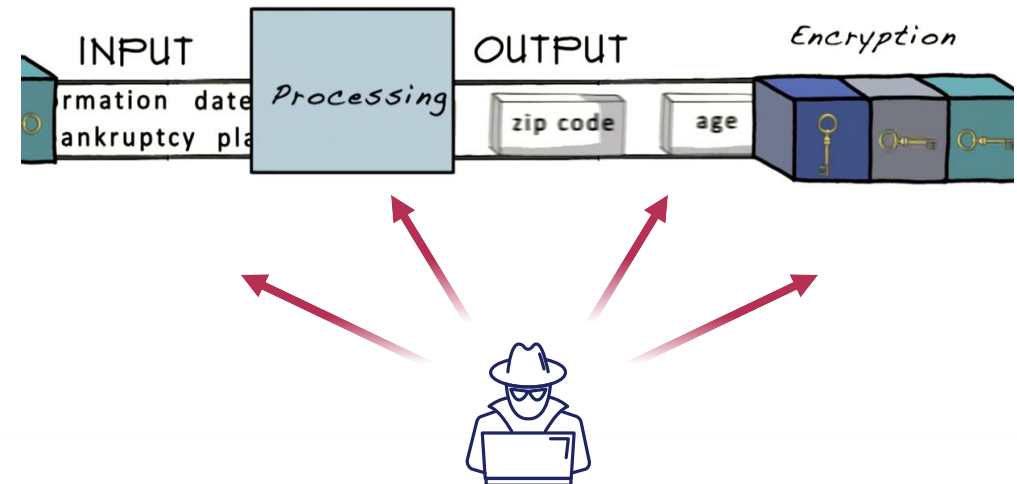 INPUT
OUTPUT
Encryption
rmation date
ankruptcy pla
Processing
zip code
age